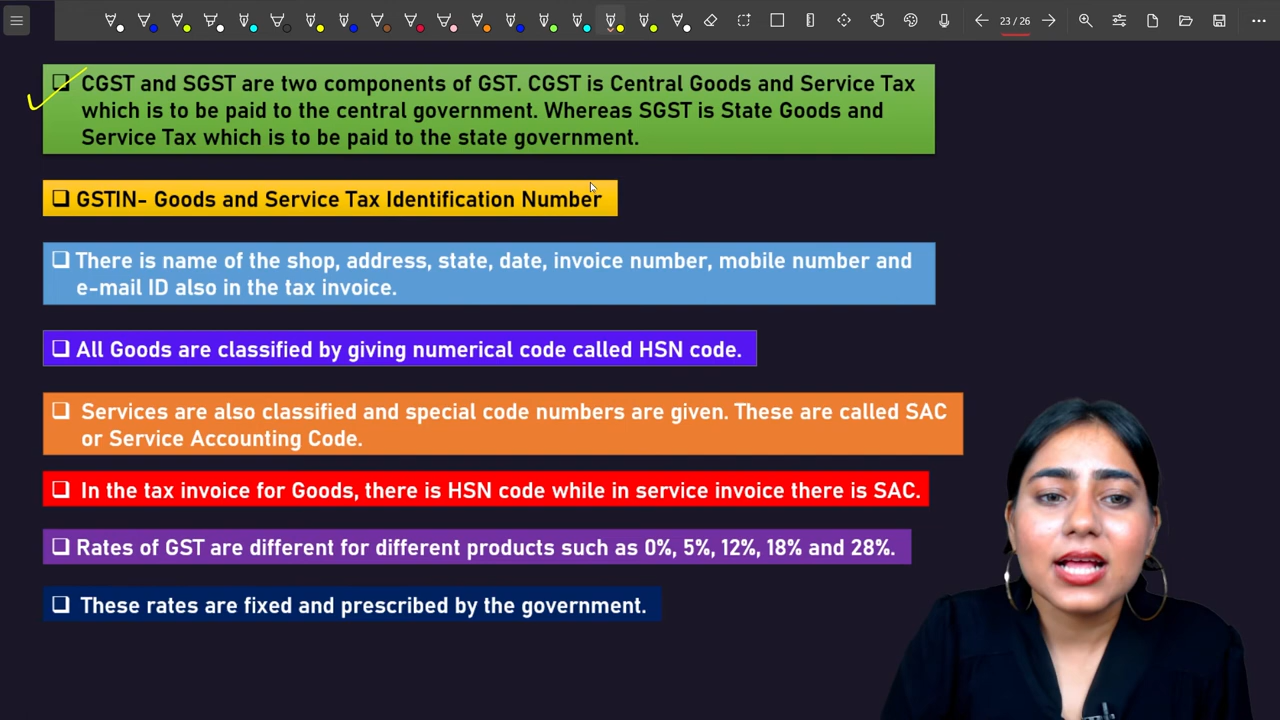 23 / 26
❑ CGST and SGST are two components of GST. CGST is Central Goods and Service Tax
which is to be paid to the central government. Whereas SGST is State Goods and
Service Tax which is to be paid to the state government.
❑ GSTIN- Goods and Service Tax Identification Number
❑ There is name of the shop, address, state, date, invoice number, mobile number and
e-mail ID also in the tax invoice.
❑ All Goods are classified by giving numerical code called HSN code.
❑ Services are also classified and special code numbers are given. These are called SAC
or Service Accounting Code.
❑ In the tax invoice for Goods, there is HSN code while in service invoice there is SAC.
❑ Rates of GST are different for different products such as 0%, 5%, 12%, 18% and 28%.
❑ These rates are fixed and prescribed by the government.